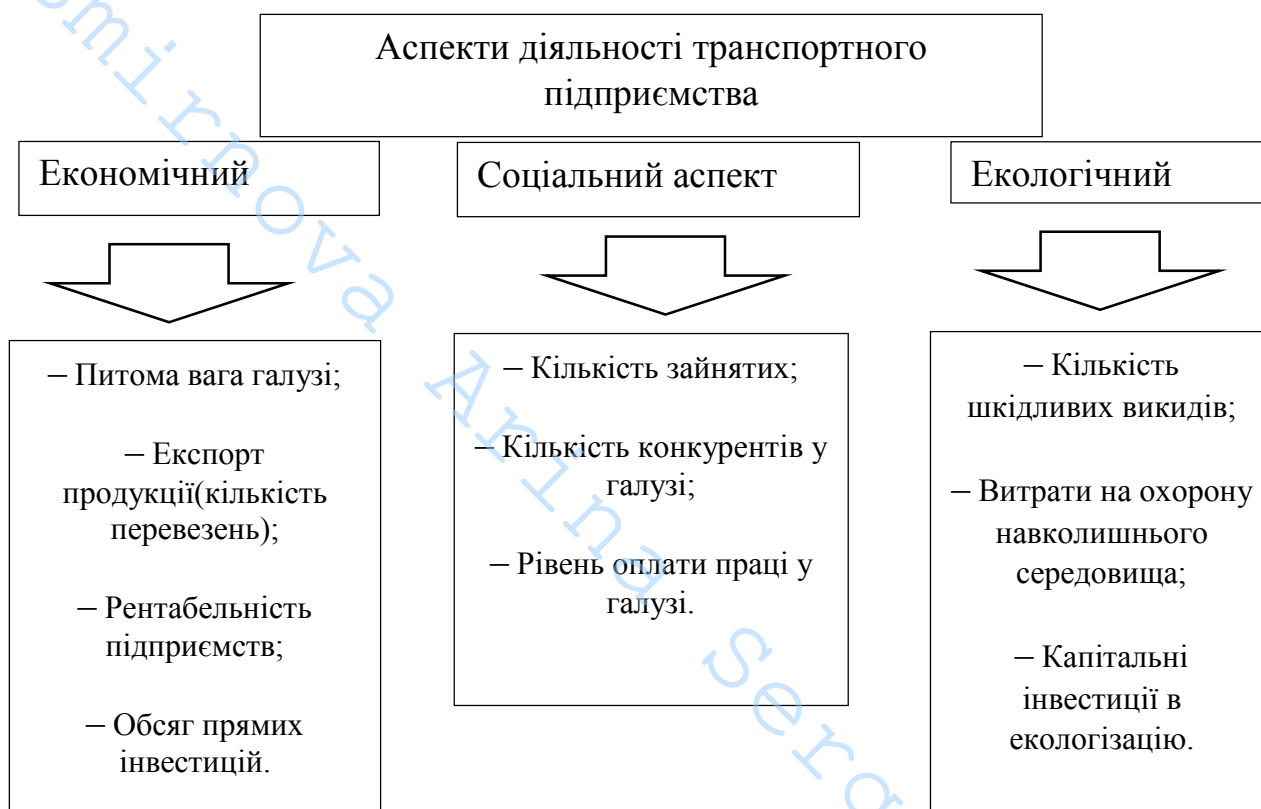 Аспекти діяльності транспортного
підприємства
Економічний
Соціальний аспект
Екологічний
– Питома вага галузі;
– Експорт
продукції(кількість
перевезень);
– Рентабельність
підприємств;
– Обсяг прямих
інвестицій.
– Кількість зайнятих;
– Кількість конкурентів у
галузі;
– Рівень оплати праці у
галузі.
– Кількість
шкідливих викидів;
– Витрати на охорону
навколишнього
середовища;
– Капітальні
інвестиції в
екологізацію.
Arina